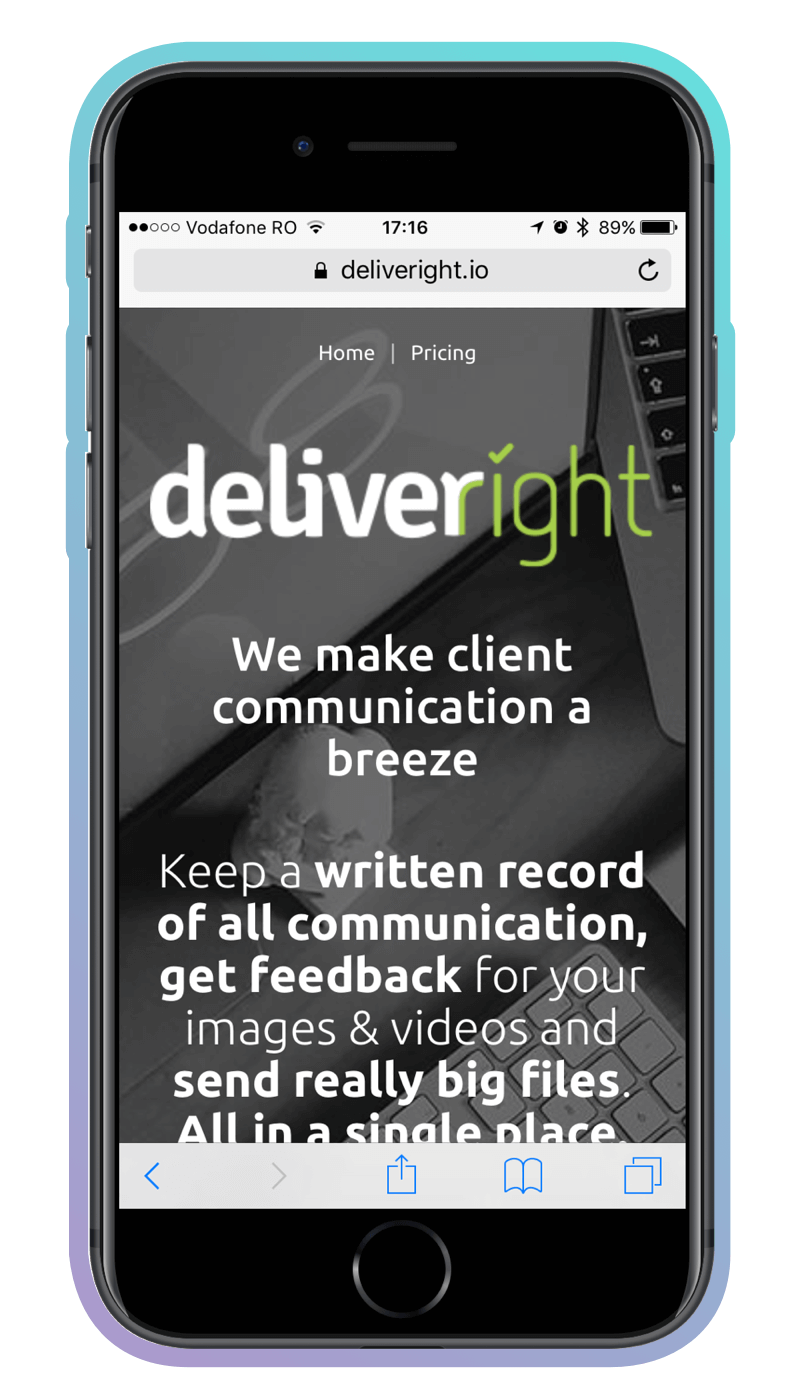 Vodafone RO 17:16 89%
deliveright.io
Home | Pricing
deliveright
We make client
communication a
breeze
Keep a written record
of all communication,
get feedback for your
images & videos and
send really big files.
All in a single place.